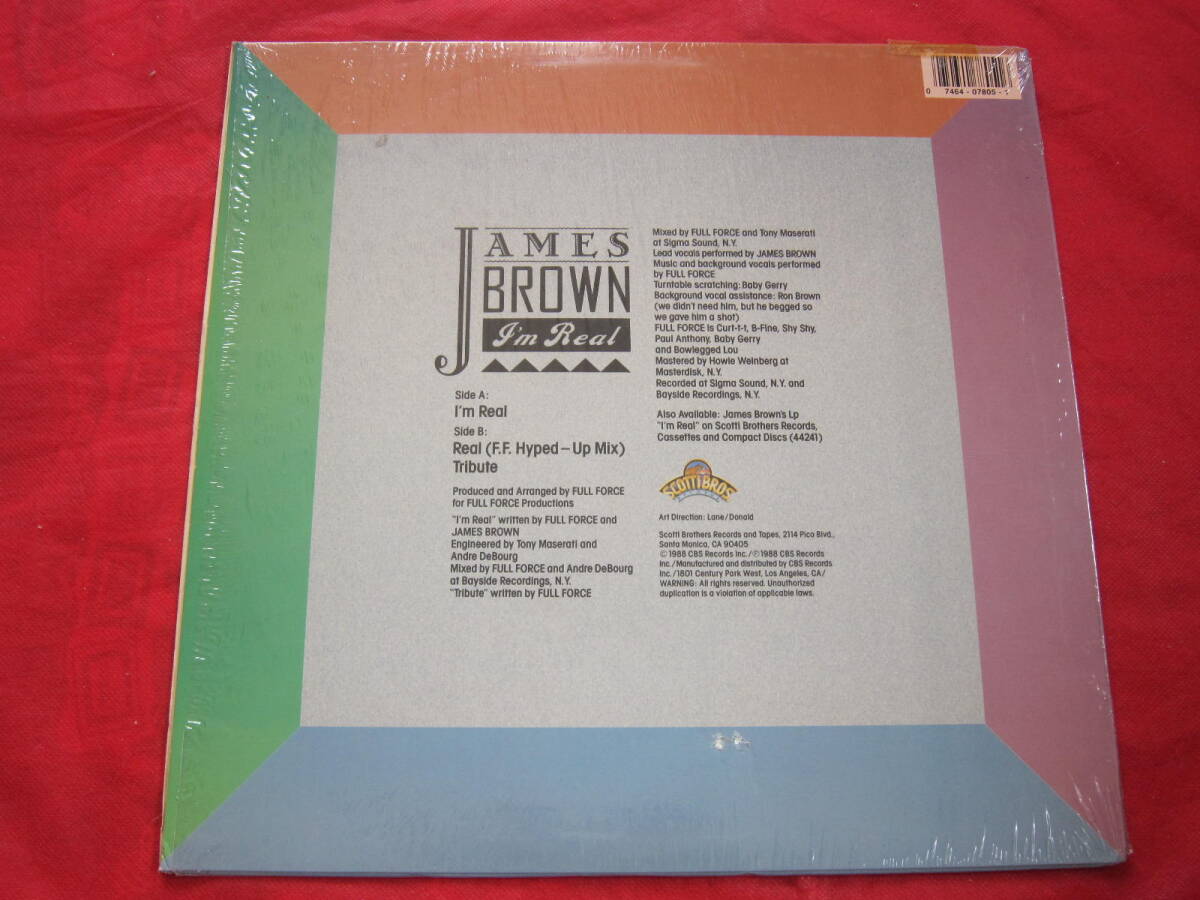 0 7464-07805-
JAMES
BROWN
I'm Real
Side A:
I'm Real
Side B:
Real (F.F. Hyped–Up Mix)
Tribute
Produced and Arranged by FULL FORCE
for FULL FORCE Productions
"I'm Real" written by FULL FORCE and
JAMES BROWN
Engineered by Tony Maserati and
Andre DeBourg
Mixed by FULL FORCE and Andre DeBourg
at Bayside Recordings, N.Y.
"Tribute" written by FULL FORCE
Mixed by FULL FORCE and Tony Maserati
at Sigma Sound, N.Y.
Lead vocals performed by JAMES BROWN
Music and background vocals performed
by FULL FORCE
Turntable scratching: Baby Gerry
Background vocal assistance: Ron Brown
(we didn't need him, but he begged so
we gave him a shot)
FULL FORCE is Curt-t-t, B-Fine, Shy Shy,
Paul Anthony, Baby Gerry
and Bowlegged Lou
Mastered by Howie Weinberg at
Masterdisk, N.Y.
Recorded at Sigma Sound, N.Y. and
Bayside Recordings, N.Y.
Also Available: James Brown's Lp
"I'm Real" on Scotti Brothers Records,
Cassettes and Compact Discs (44241)
SCOTTI BROS
Art Direction: Lane/Donald
Scotti Brothers Records and Tapes, 2114 Pico Blvd.,
Santa Monica, CA 90405
© 1988 CBS Records Inc./℗ 1988 CBS Records
Inc./Manufactured and distributed by CBS Records
Inc./1801 Century Park West, Los Angeles, CA/
WARNING: All rights reserved. Unauthorized
duplication is a violation of applicable laws.